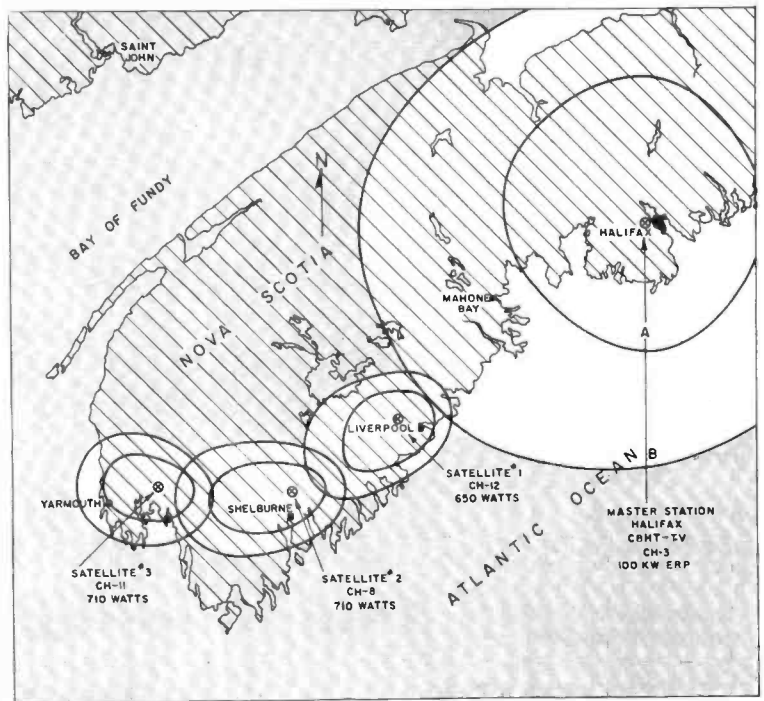 SAINT
JOHN
BAY OF FUNDY
N
NOVA SCOTIA
HALIFAX
MAHONE
BAY
A
LIVERPOOL
B
ATLANTIC OCEAN
YARMOUTH
SHELBURNE
SATELLITE #1
CH-12
650 WATTS
MASTER STATION
HALIFAX
CBHT-TV
CH-3
100 KW ERP
SATELLITE #3
CH-11
710 WATTS
SATELLITE #2
CH-8
710 WATTS